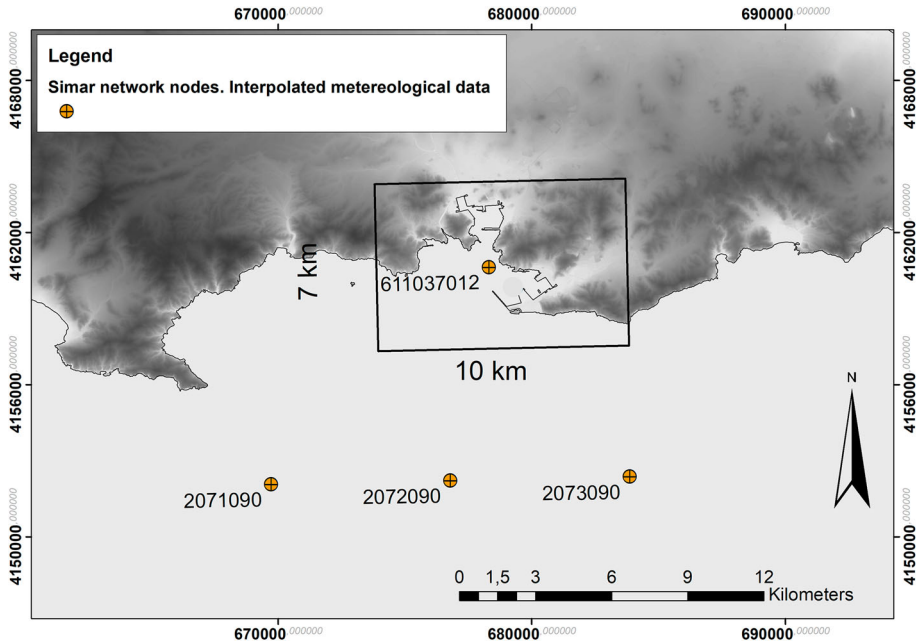 670000.000000 680000.000000 690000.000000
Legend
Simar network nodes. Interpolated metereological data
4168000.000000 4168000.000000
4162000.000000 4162000.000000
7 km
611037012
10 km
4156000.000000 4156000.000000
N
2071090 2072090 2073090
4150000.000000 4150000.000000
0 1,5 3 6 9 12
Kilometers
670000.000000 680000.000000 690000.000000